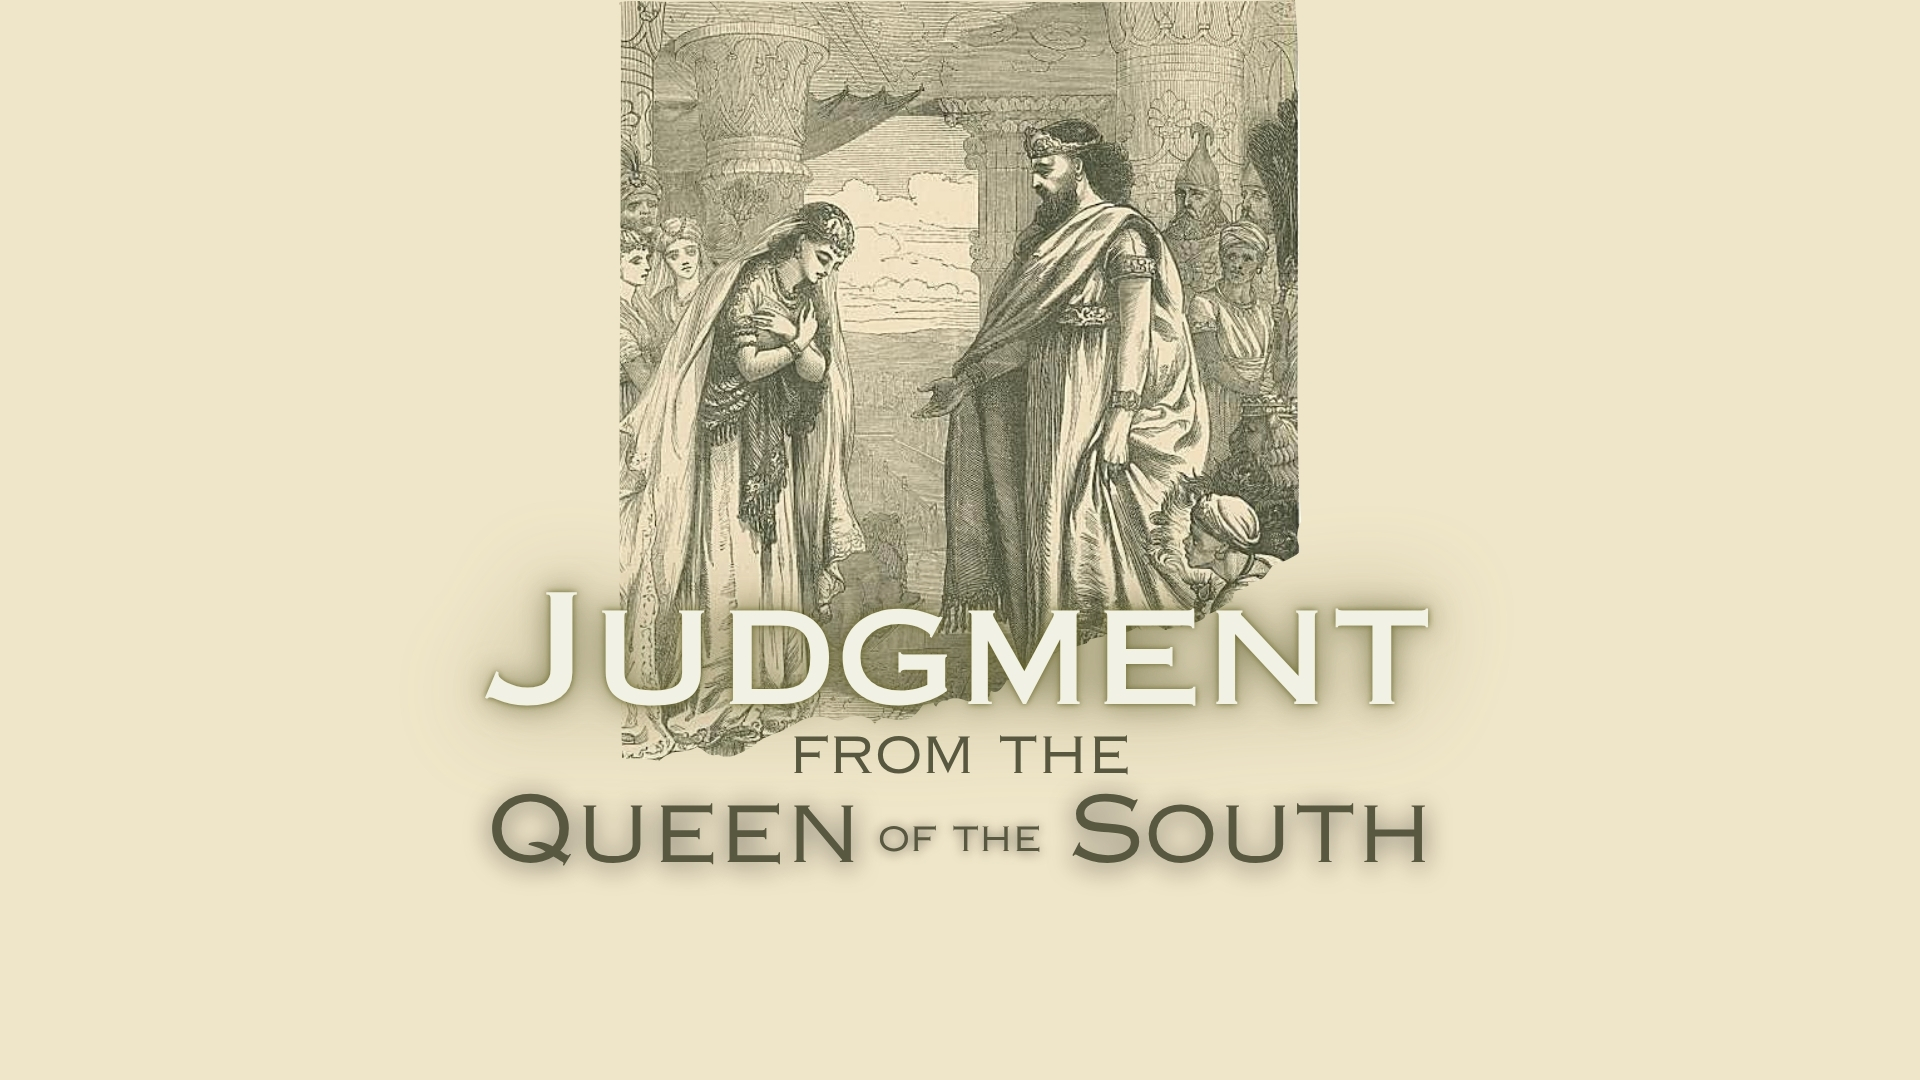 Judgment
from the
Queen of the South